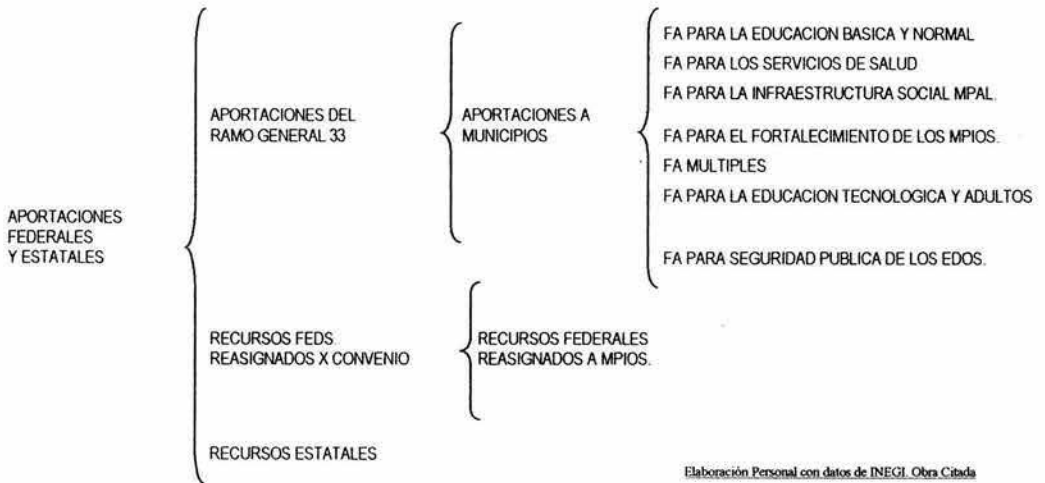 APORTACIONES
FEDERALES
Y ESTATALES
APORTACIONES DEL
RAMO GENERAL 33
APORTACIONES A
MUNICIPIOS
FA PARA LA EDUCACION BASICA Y NORMAL
FA PARA LOS SERVICIOS DE SALUD
FA PARA LA INFRAESTRUCTURA SOCIAL MPAL.
FA PARA EL FORTALECIMIENTO DE LOS MPIOS.
FA MULTIPLES
FA PARA LA EDUCACION TECNOLOGICA Y ADULTOS
FA PARA SEGURIDAD PUBLICA DE LOS EDOS.
RECURSOS FEDS.
REASIGNADOS X CONVENIO
RECURSOS FEDERALES
REASIGNADOS A MPIOS.
RECURSOS ESTATALES
Elaboración Personal con datos de INEGI. Obra Citada